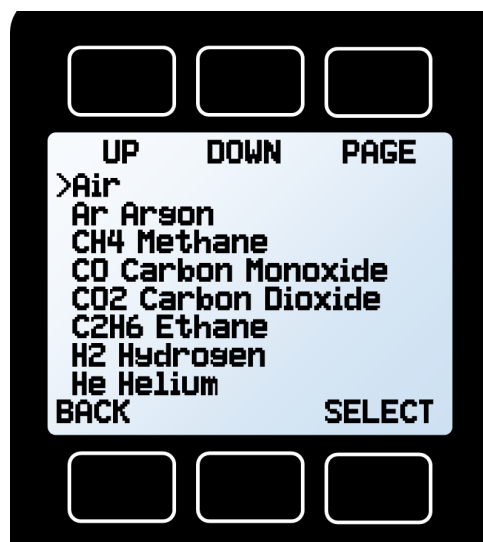 UP DOWN PAGE
>Air
Ar Argon
CH4 Methane
CO Carbon Monoxide
CO2 Carbon Dioxide
C2H6 Ethane
H2 Hydrogen
He Helium
BACK SELECT